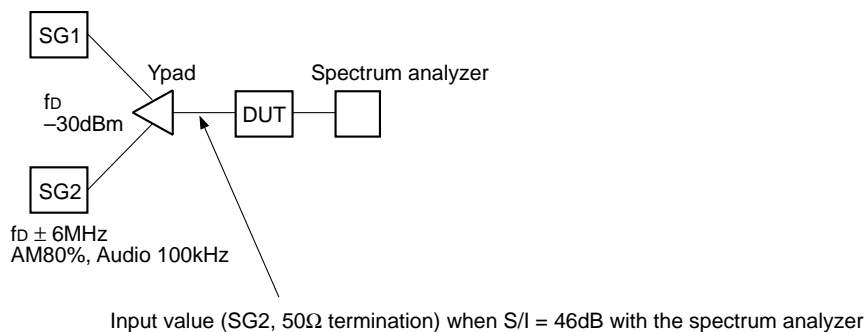 SG1
Ypad
Spectrum analyzer
fD
–30dBm
DUT
SG2
fD ± 6MHz
AM80%, Audio 100kHz
Input value (SG2, 50Ω termination) when S/I = 46dB with the spectrum analyzer